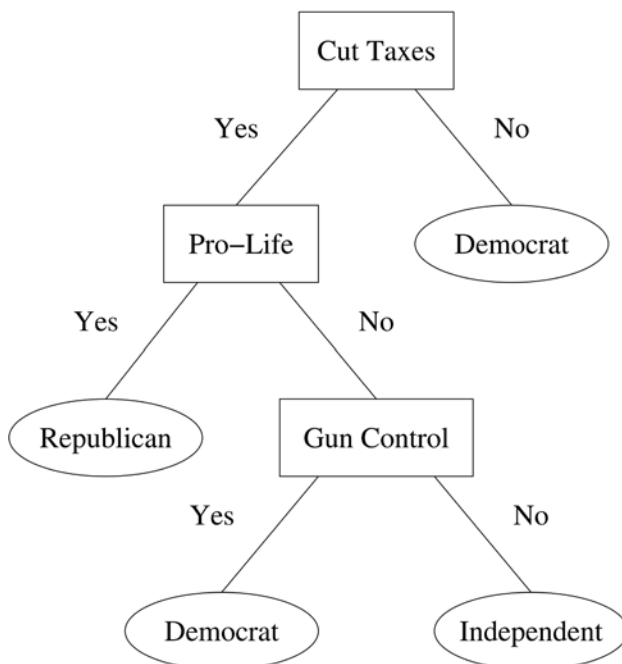 Cut Taxes
Yes
No
Pro−Life
Democrat
Yes
No
Republican
Gun Control
Yes
No
Democrat
Independent